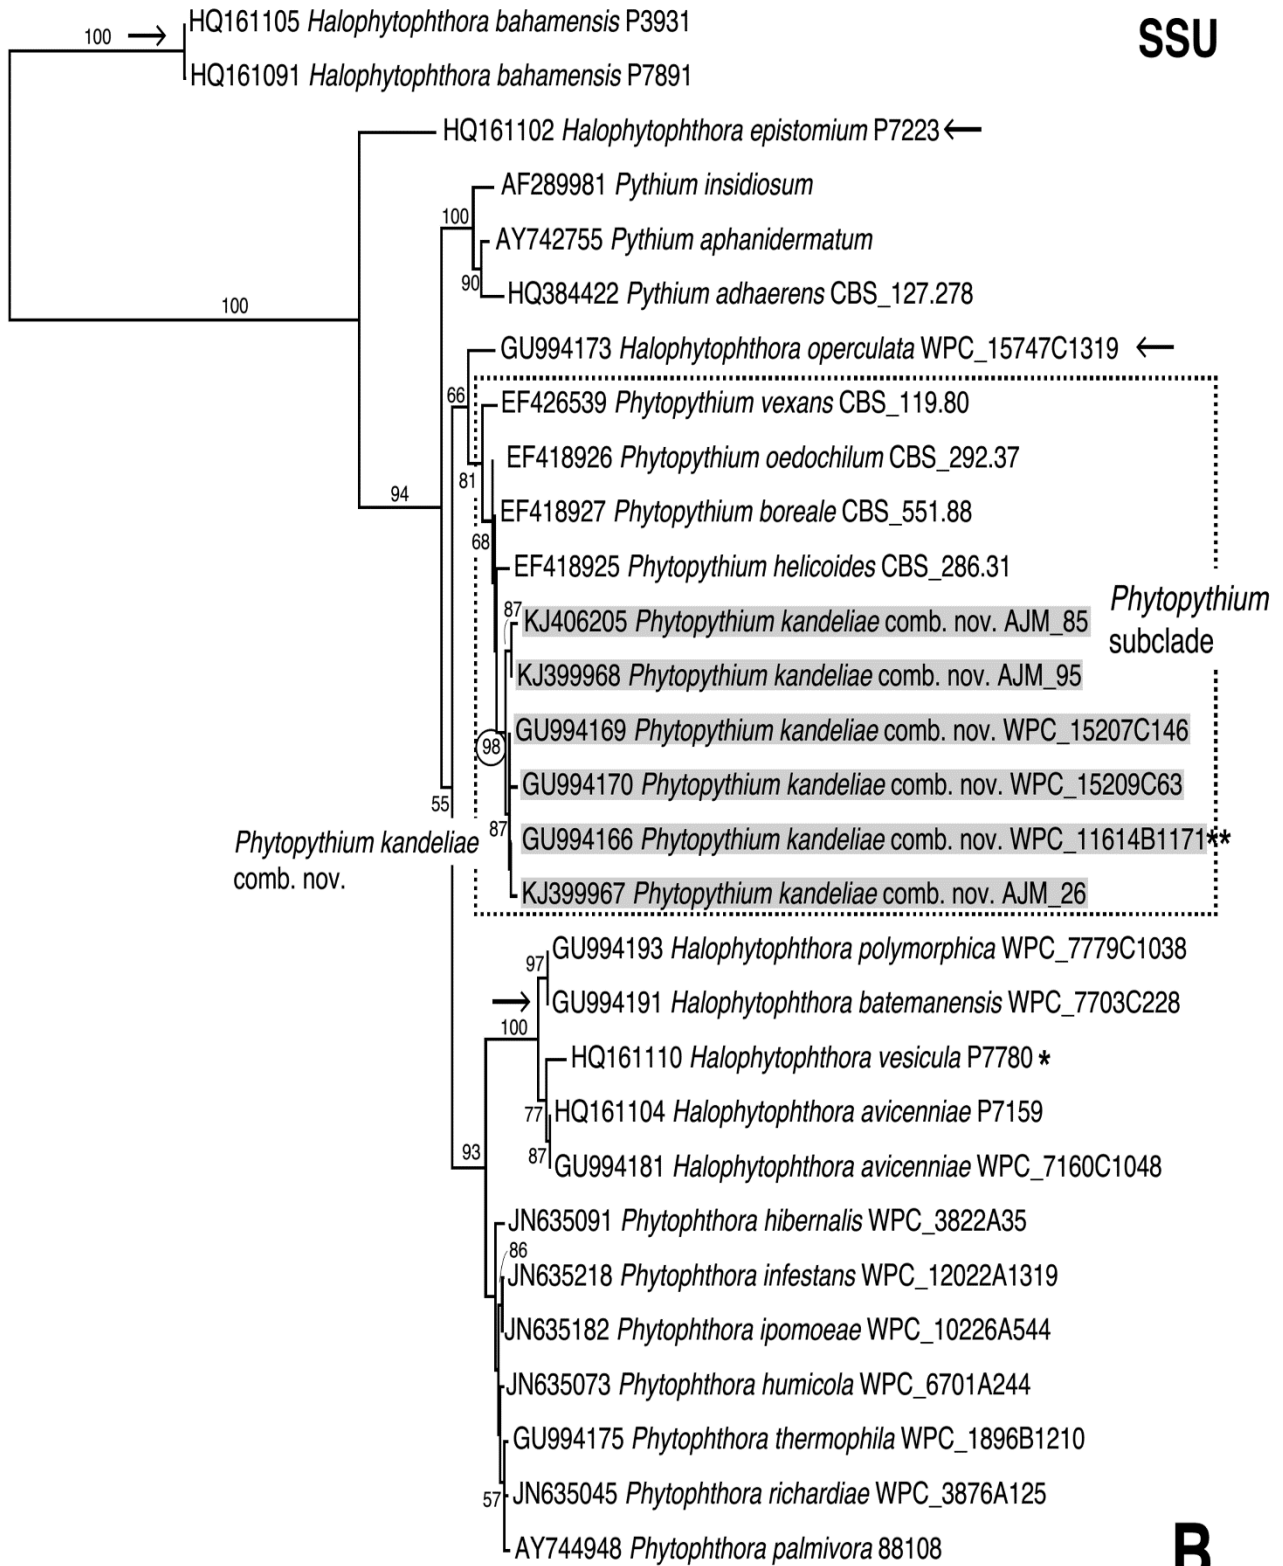 HQ161105 Halophytophthora bahamensis P3931
SSU
100
HQ161091 Halophytophthora bahamensis P7891
HQ161102 Halophytophthora epistomium P7223
AF289981 Pythium insidiosum
100
AY742755 Pythium aphanidermatum
90
HQ384422 Pythium adhaerens CBS_127.278
100
GU994173 Halophytophthora operculata WPC_15747C1319
66
EF426539 Phytopythium vexans CBS_119.80
EF418926 Phytopythium oedochilum CBS_292.37
81
94
EF418927 Phytopythium boreale CBS_551.88
68
EF418925 Phytopythium helicoides CBS_286.31
Phytopythium
subclade
87
KJ406205 Phytopythium kandeliae comb. nov. AJM_85
KJ399968 Phytopythium kandeliae comb. nov. AJM_95
GU994169 Phytopythium kandeliae comb. nov. WPC_15207C146
98
GU994170 Phytopythium kandeliae comb. nov. WPC_15209C63
55
87
GU994166 Phytopythium kandeliae comb. nov. WPC_11614B1171**
Phytopythium kandeliae
comb. nov.
KJ399967 Phytopythium kandeliae comb. nov. AJM_26
GU994193 Halophytophthora polymorphica WPC_7779C1038
97
GU994191 Halophytophthora batemanensis WPC_7703C228
100
HQ161110 Halophytophthora vesicula P7780 *
77
HQ161104 Halophytophthora avicenniae P7159
93
87
GU994181 Halophytophthora avicenniae WPC_7160C1048
JN635091 Phytophthora hibernalis WPC_3822A35
86
JN635218 Phytophthora infestans WPC_12022A1319
JN635182 Phytophthora ipomoeae WPC_10226A544
JN635073 Phytophthora humicola WPC_6701A244
GU994175 Phytophthora thermophila WPC_1896B1210
57
JN635045 Phytophthora richardiae WPC_3876A125
AY744948 Phytophthora palmivora 88108
B